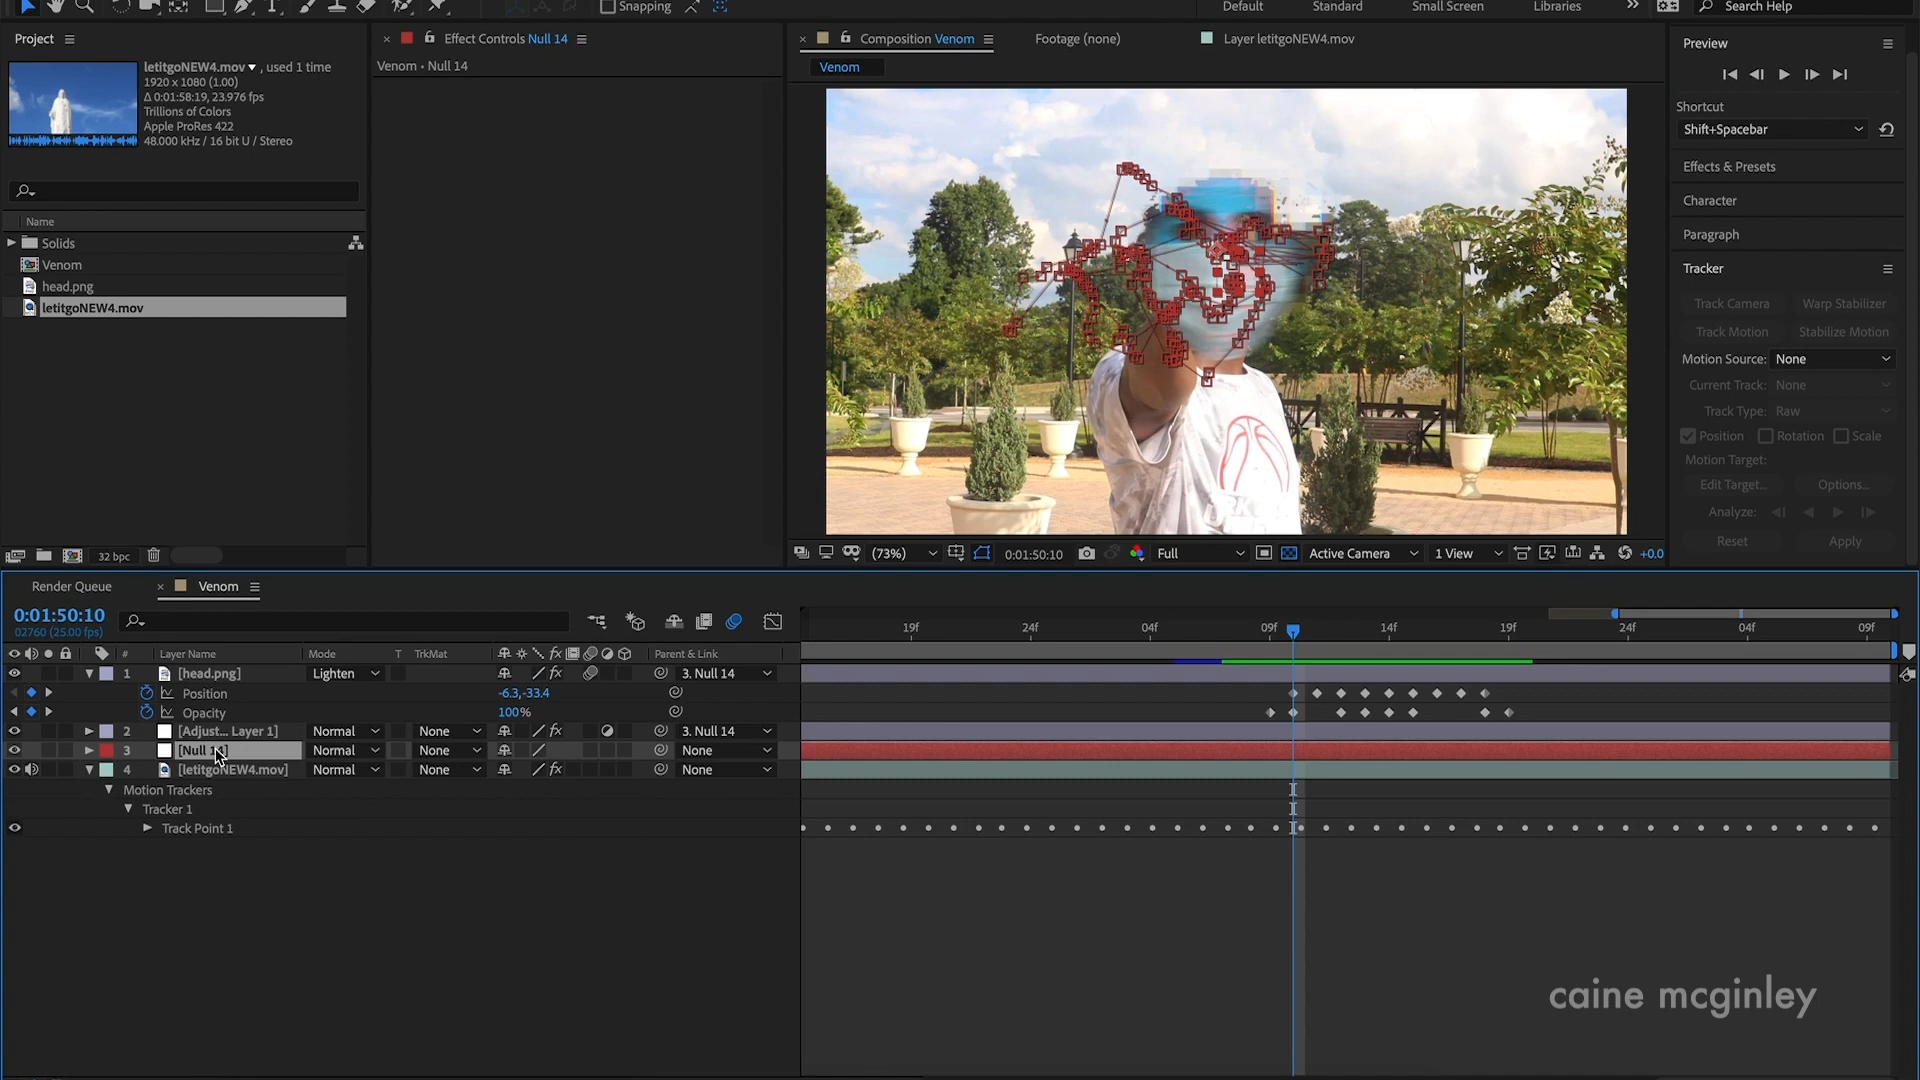 Snapping
Default
Standard
Small Screen
Libraries
Search Help
Project
Effect Controls Null 14
Composition Venom
Footage (none)
Layer letitgoNEW4.mov
Preview
Venom • Null 14
Venom
letitgoNEW4.mov , used 1 time
1920 x 1080 (1.00)
Δ 0:01:58:19, 23.976 fps
Trillions of Colors
Apple ProRes 422
48.000 kHz / 16 bit U / Stereo
Shortcut
Shift+Spacebar
Effects & Presets
Character
Paragraph
Tracker
Name
Solids
Venom
head.png
letitgoNEW4.mov
Track Camera
Warp Stabilizer
Track Motion
Stabilize Motion
Motion Source: None
Current Track: None
Track Type: Raw
Position
Rotation
Scale
Motion Target:
Edit Target...
Options...
Analyze:
Reset
Apply
32 bpc
(73%)
0:01:50:10
Full
Active Camera
1 View
+0.0
Render Queue
Venom
0:01:50:10
02760 (25.00 fps)
19f
24f
04f
09f
14f
19f
24f
04f
09f
# Layer Name Mode T TrkMat Parent & Link
1 [head.png] Lighten 3. Null 14
Position -6.3,-33.4
Opacity 100%
2 [Adjust... Layer 1] Normal None 3. Null 14
3 [Null 14] Normal None None
4 [letitgoNEW4.mov] Normal None None
Motion Trackers
Tracker 1
Track Point 1
caine mcginley